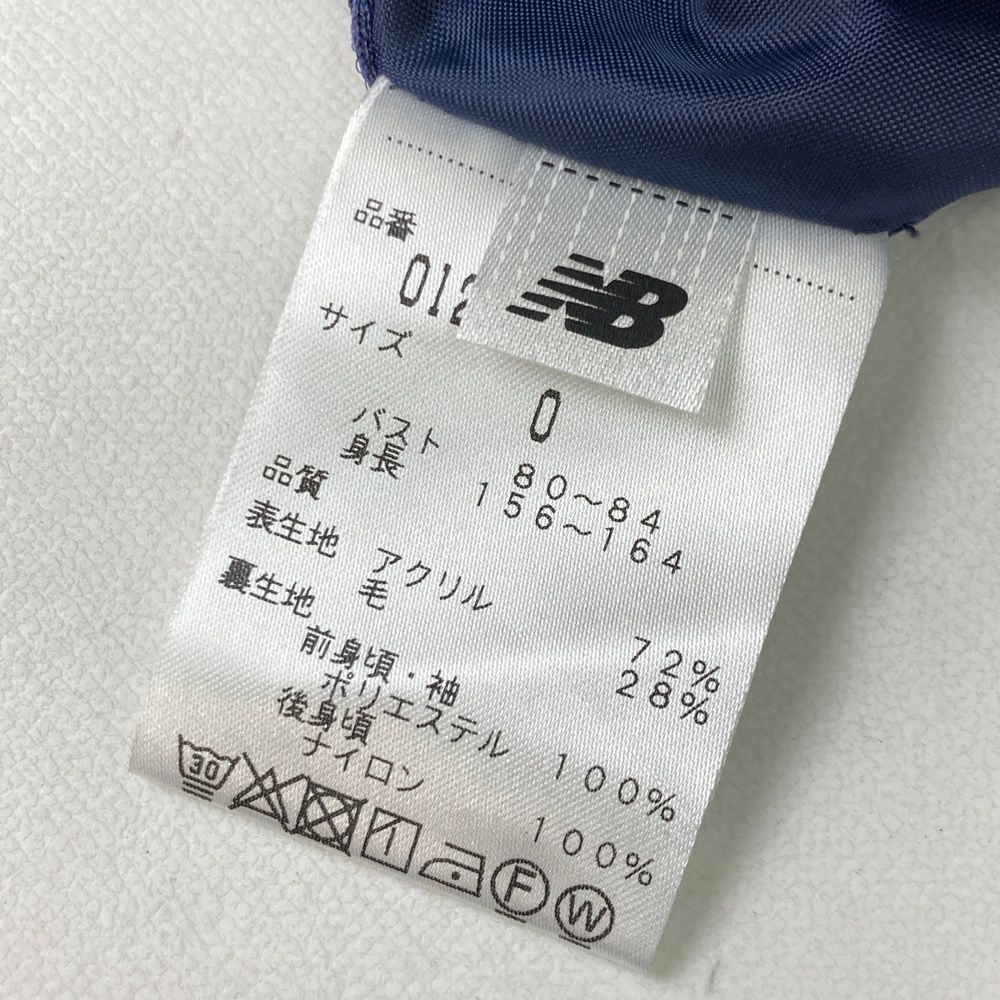 品番
012
NB
サイズ
0
バスト 80～84
身長 156～164
品質
表生地 アクリル 72%
毛 28%
裏生地
前身頃・袖
ポリエステル 100%
後身頃
ナイロン 100%
30
F W